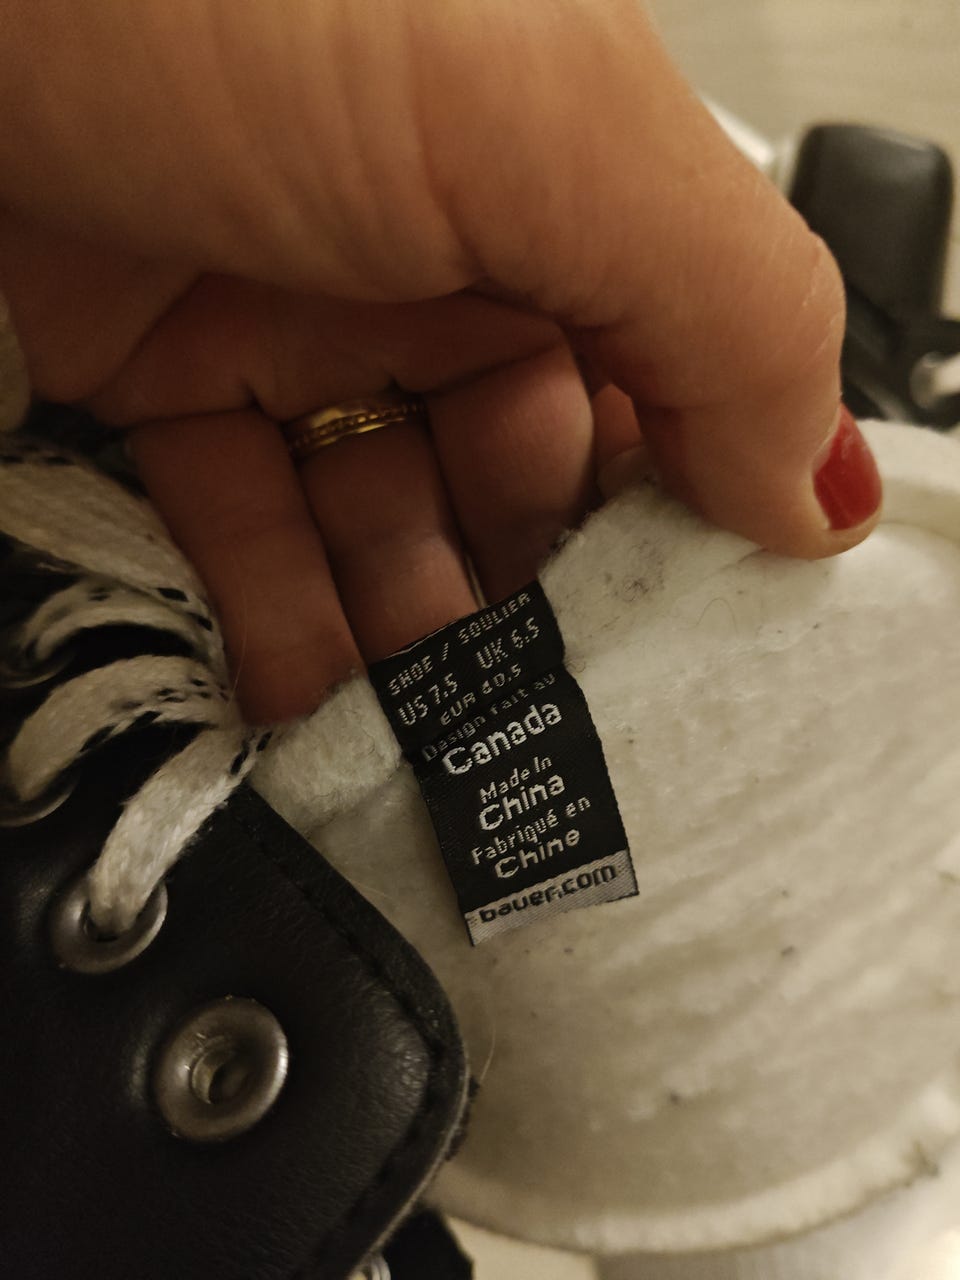 SHOE / SOULIER
US 7.5 UK 6.5
EUR 40.5
Design fait au
Canada
Made In
China
Fabriqué en
Chine
bauer.com